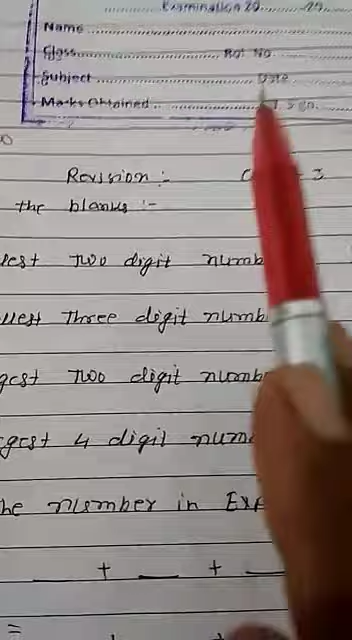 Examination 20
Name
Class Rol No
Subject Date
Marks Obtained
Revision :-
the blanks :-
lest Two digit numb
llest Three digit numb
gest Two digit numb
gest 4 digit num
he number in Exp
+ +
=